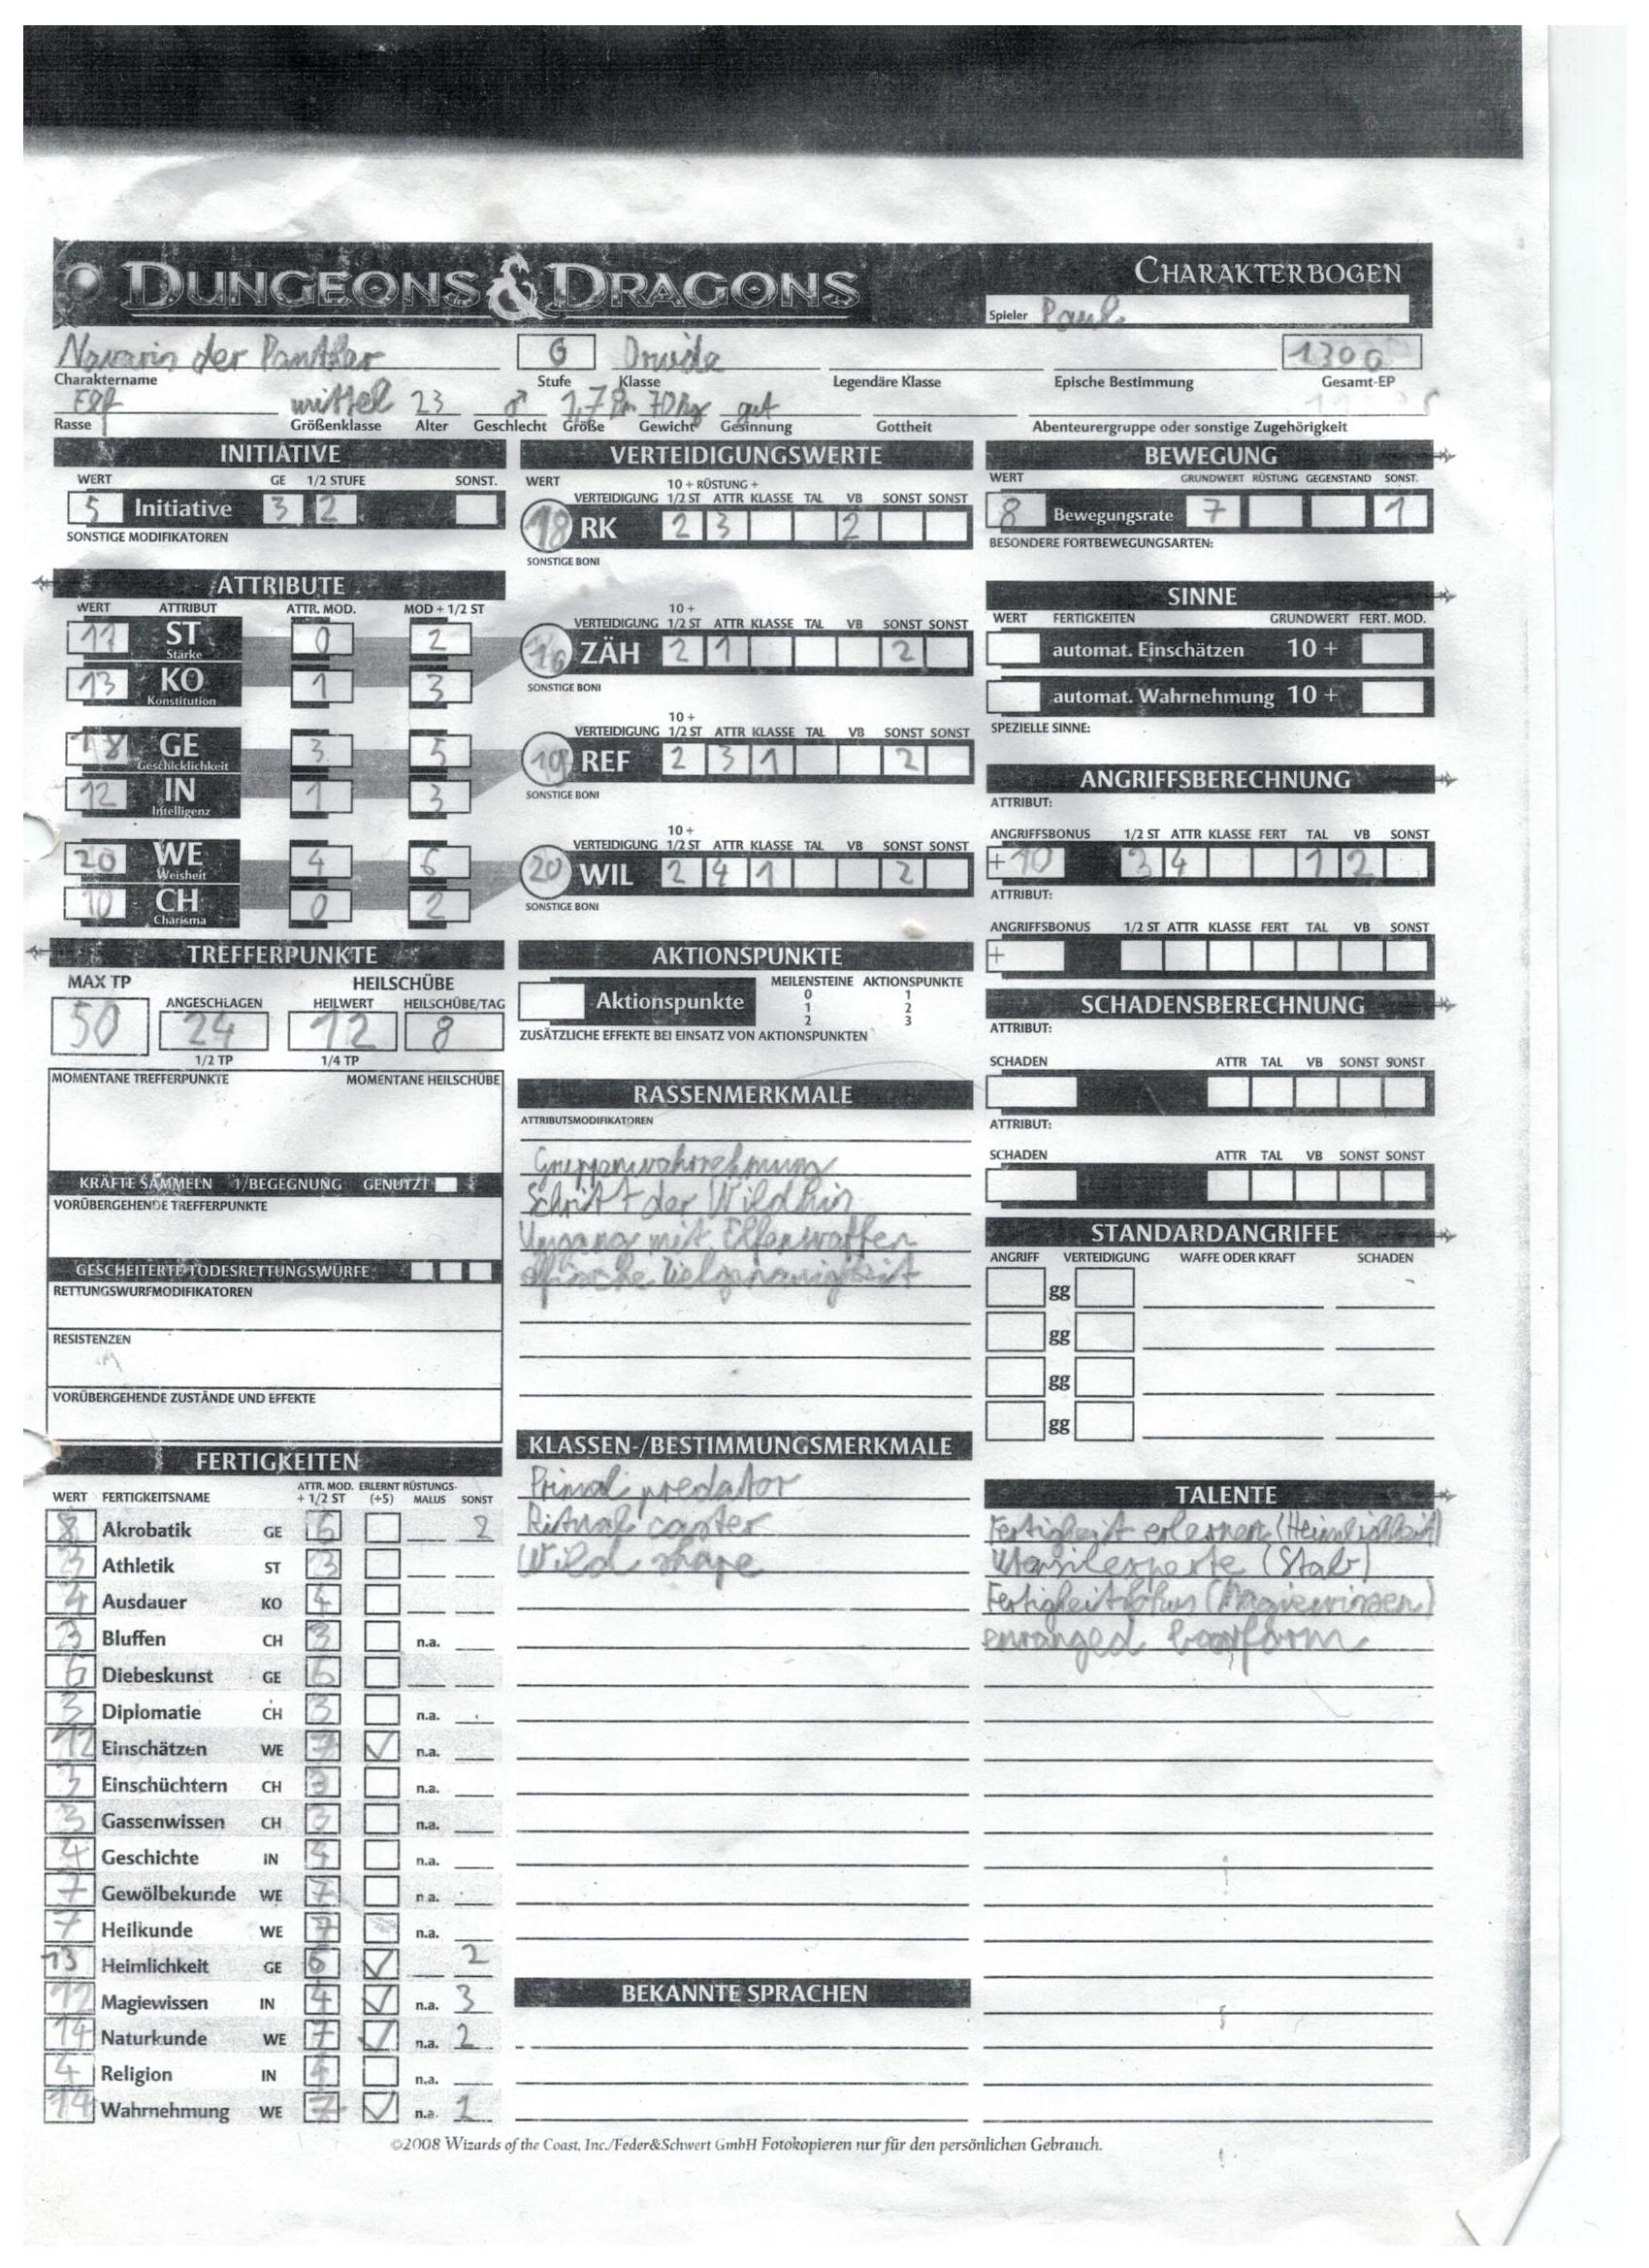 DUNGEONS & DRAGONS
CHARAKTERBOGEN
Spieler Paul
Navarin der Panther 6 Druide 1300
Charaktername Stufe Klasse Legendäre Klasse Epische Bestimmung Gesamt-EP
Elf mittel 23 ♂ 1,78m 70kg gut
Rasse Größenklasse Alter Geschlecht Größe Gewicht Gesinnung Gottheit Abenteurergruppe oder sonstige Zugehörigkeit
INITIATIVE
WERT GE 1/2 STUFE SONST.
5 Initiative 3 2
SONSTIGE MODIFIKATOREN
ATTRIBUTE
WERT ATTRIBUT ATTR. MOD. MOD + 1/2 ST
11 ST Stärke 0 2
13 KO Konstitution 1 3
18 GE Geschicklichkeit 3 5
12 IN Intelligenz 1 3
20 WE Weisheit 4 6
10 CH Charisma 0 2
TREFFERPUNKTE
MAX TP HEILSCHÜBE
ANGESCHLAGEN HEILWERT HEILSCHÜBE/TAG
50 24 12 8
1/2 TP 1/4 TP
MOMENTANE TREFFERPUNKTE MOMENTANE HEILSCHÜBE
KRÄFTE SAMMELN 1/BEGEGNUNG GENUTZT
VORÜBERGEHENDE TREFFERPUNKTE
GESCHEITERTE TODESRETTUNGSWÜRFE
RETTUNGSWURFMODIFIKATOREN
RESISTENZEN
VORÜBERGEHENDE ZUSTÄNDE UND EFFEKTE
FERTIGKEITEN
WERT FERTIGKEITSNAME ATTR. MOD. + 1/2 ST ERLERNT (+5) RÜSTUNGS-MALUS SONST
8 Akrobatik GE 6 2
3 Athletik ST 3
4 Ausdauer KO 4
3 Bluffen CH 3 n.a.
6 Diebeskunst GE 6
3 Diplomatie CH 3 n.a.
12 Einschätzen WE 7 ✓ n.a.
3 Einschüchtern CH 3 n.a.
3 Gassenwissen CH 3 n.a.
4 Geschichte IN 4 n.a.
7 Gewölbekunde WE 7 n.a.
7 Heilkunde WE 7 n.a.
13 Heimlichkeit GE 6 ✓ 2
12 Magiewissen IN 4 ✓ n.a. 3
14 Naturkunde WE 7 ✓ n.a. 2
4 Religion IN 4 n.a.
14 Wahrnehmung WE 7 ✓ n.a. 1
VERTEIDIGUNGSWERTE
WERT 10 + RÜSTUNG +
VERTEIDIGUNG 1/2 ST ATTR KLASSE TAL VB SONST SONST
18 RK 2 3 2
SONSTIGE BONI
10 +
VERTEIDIGUNG 1/2 ST ATTR KLASSE TAL VB SONST SONST
16 ZÄH 2 1 2
SONSTIGE BONI
10 +
VERTEIDIGUNG 1/2 ST ATTR KLASSE TAL VB SONST SONST
19 REF 2 3 1 2
SONSTIGE BONI
10 +
VERTEIDIGUNG 1/2 ST ATTR KLASSE TAL VB SONST SONST
20 WIL 2 4 1 2
SONSTIGE BONI
AKTIONSPUNKTE
Aktionspunkte
MEILENSTEINE AKTIONSPUNKTE
0 1
1 2
2 3
ZUSÄTZLICHE EFFEKTE BEI EINSATZ VON AKTIONSPUNKTEN
RASSENMERKMALE
ATTRIBUTSMODIFIKATOREN
Gruppenwahrnehmung
Schritt der Wildnis
Umgang mit Elfenwaffen
elfische Zielgenauigkeit
KLASSEN-/BESTIMMUNGSMERKMALE
Primal predator
Ritual caster
Wild shape
BEKANNTE SPRACHEN
BEWEGUNG
WERT GRUNDWERT RÜSTUNG GEGENSTAND SONST.
8 Bewegungsrate 7 1
BESONDERE FORTBEWEGUNGSARTEN:
SINNE
WERT FERTIGKEITEN GRUNDWERT FERT. MOD.
automat. Einschätzen 10 +
automat. Wahrnehmung 10 +
SPEZIELLE SINNE:
ANGRIFFSBERECHNUNG
ATTRIBUT:
ANGRIFFSBONUS 1/2 ST ATTR KLASSE FERT TAL VB SONST
+10 3 4 1 2
ATTRIBUT:
ANGRIFFSBONUS 1/2 ST ATTR KLASSE FERT TAL VB SONST
+
SCHADENSBERECHNUNG
ATTRIBUT:
SCHADEN ATTR TAL VB SONST SONST
ATTRIBUT:
SCHADEN ATTR TAL VB SONST SONST
STANDARDANGRIFFE
ANGRIFF VERTEIDIGUNG WAFFE ODER KRAFT SCHADEN
gg
gg
gg
gg
TALENTE
Fertigkeit erlernen (Heimlichkeit)
Utensilexperte (Stab)
Fertigkeitsfokus (Magiewissen)
enranged
©2008 Wizards of the Coast, Inc./Feder&Schwert GmbH Fotokopieren nur für den persönlichen Gebrauch.